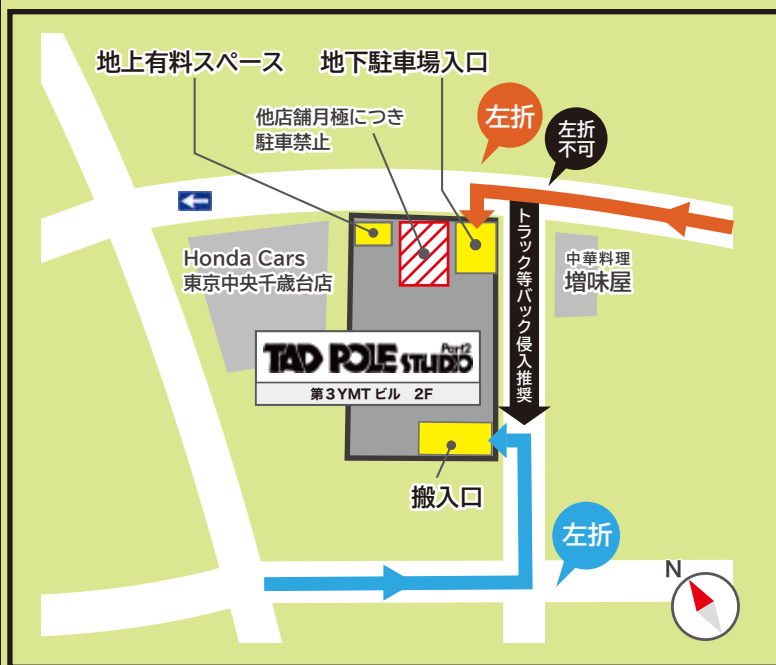 地上有料スペース
地下駐車場入口
他店舗月極につき
駐車禁止
左折
左折
不可
Honda Cars
東京中央千歳台店
トラック等バック侵入推奨
中華料理
増味屋
TAD POLE STUDIO Part2
第3YMTビル 2F
搬入口
左折
N